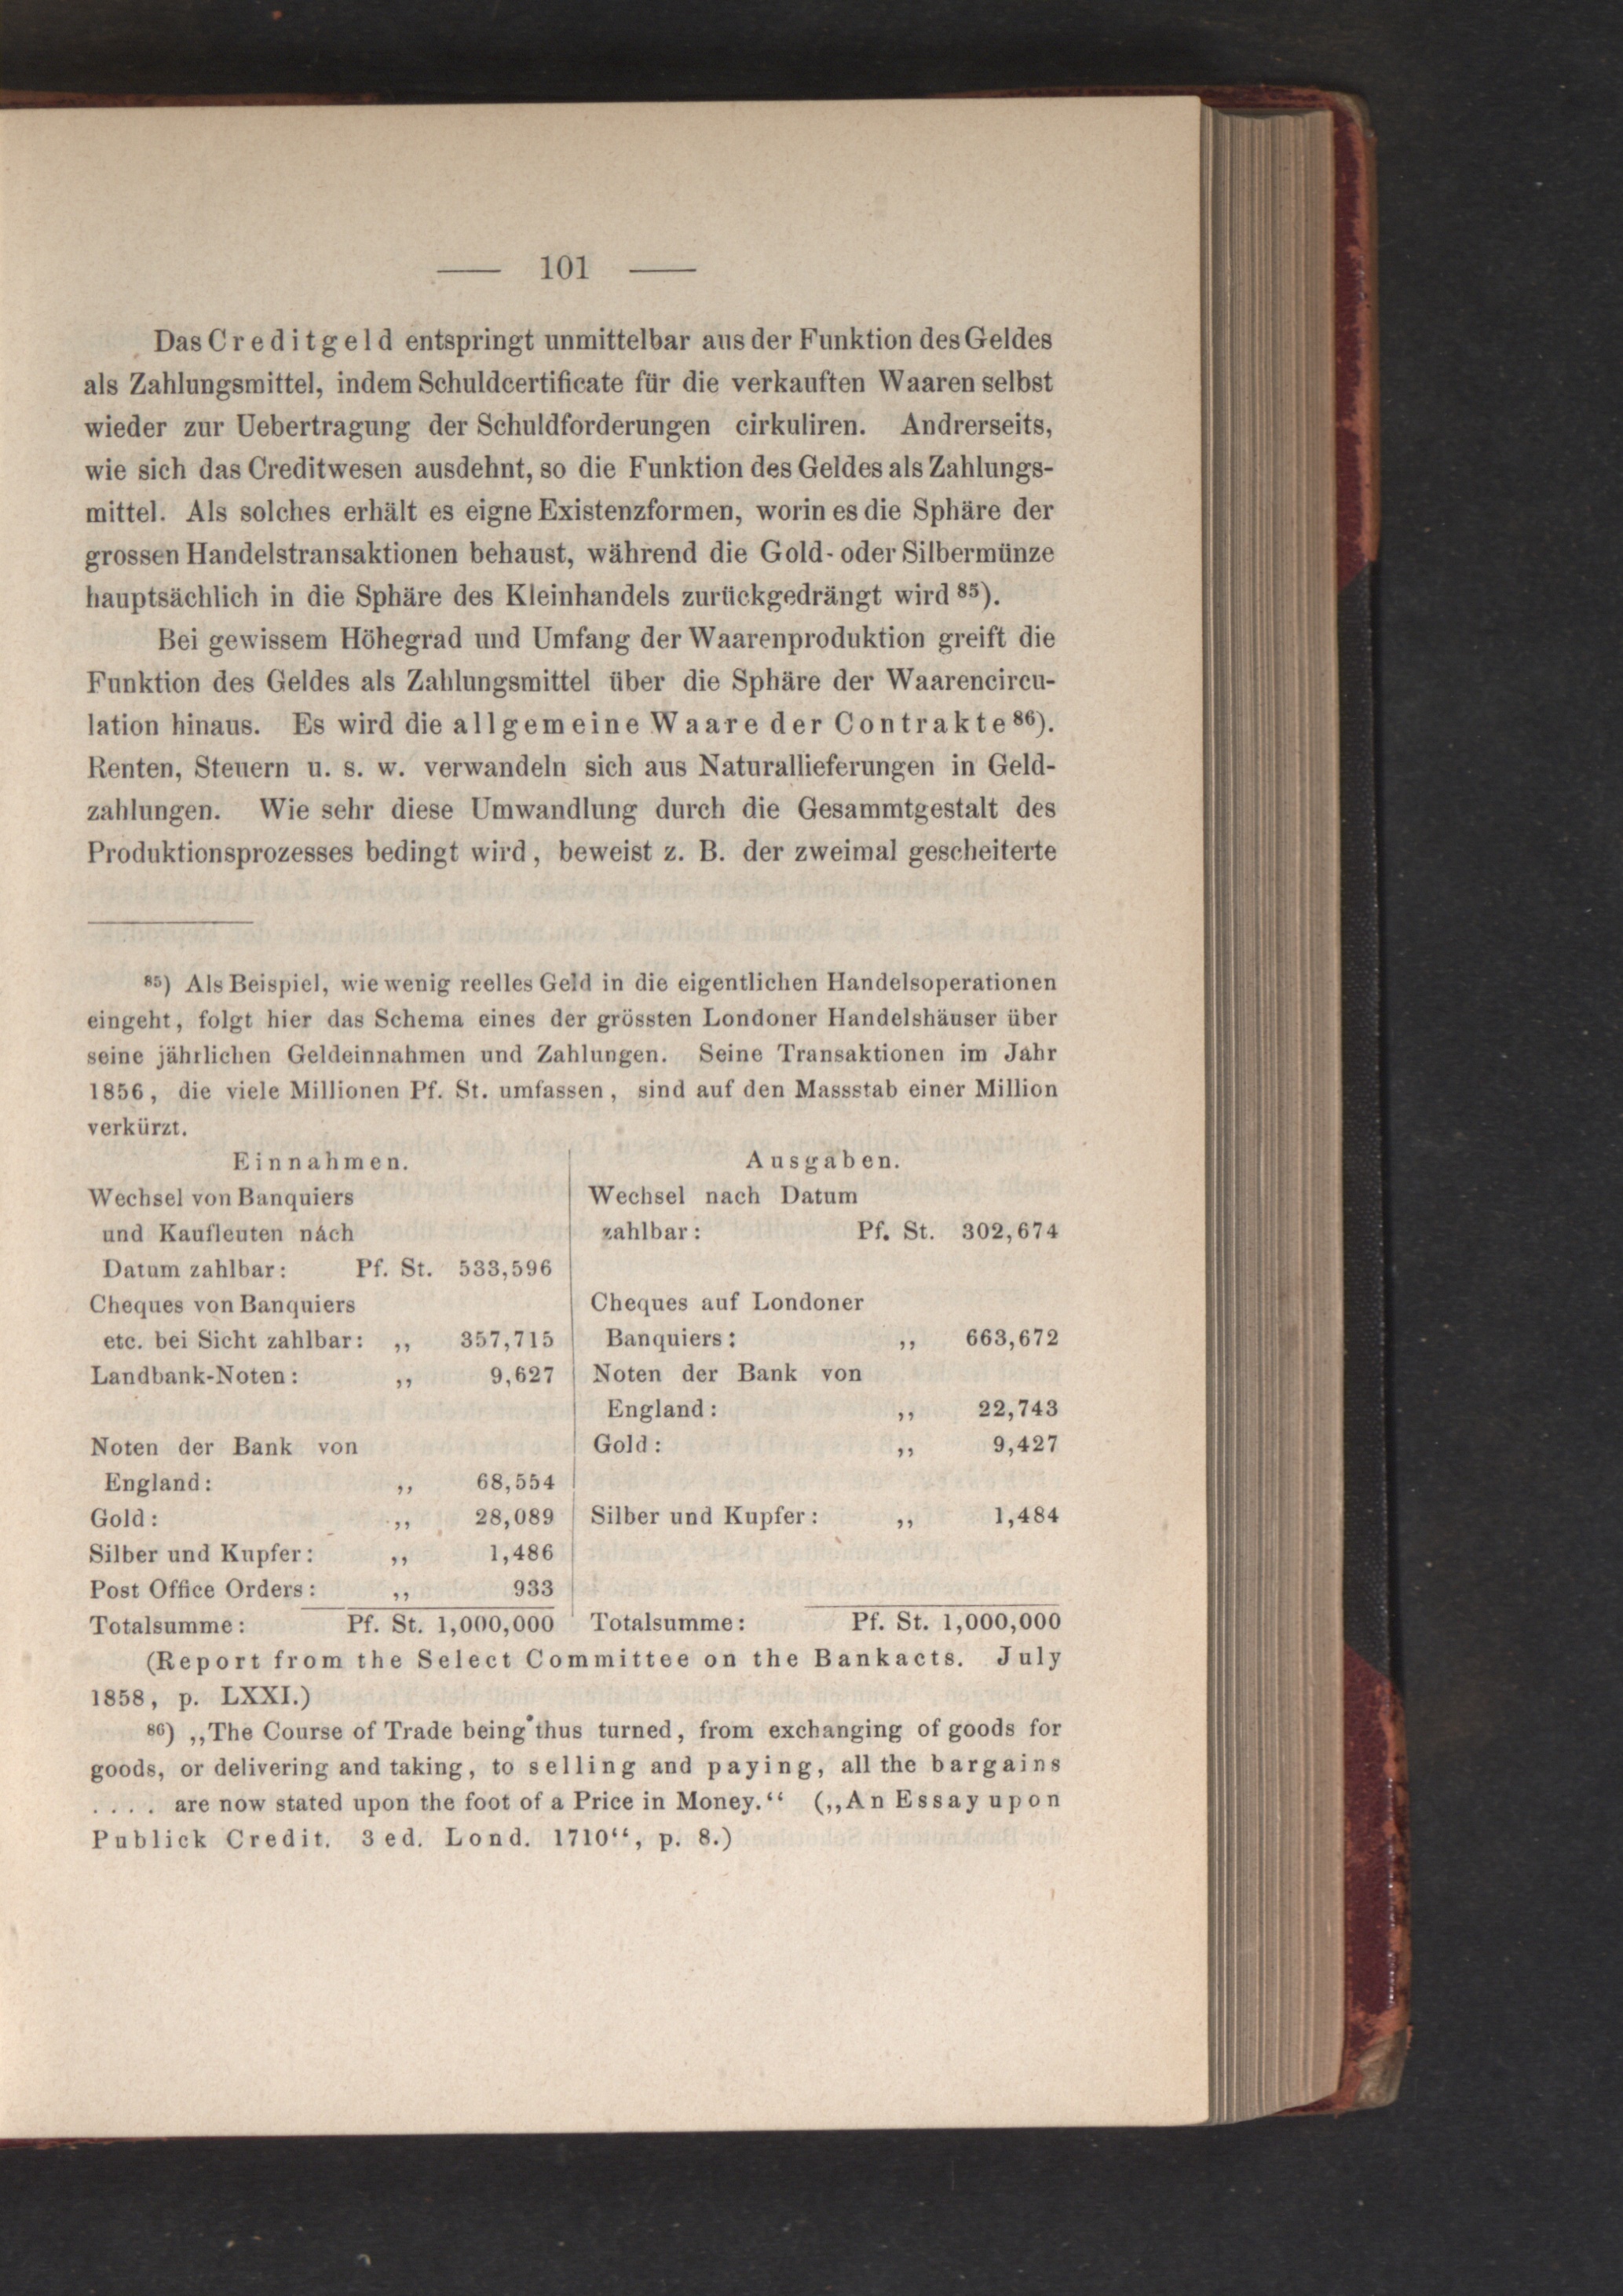 — 101 —
Das Creditgeld entspringt unmittelbar aus der Funktion des Geldes
als Zahlungsmittel, indem Schuldcertificate für die verkauften Waaren selbst
wieder zur Uebertragung der Schuldforderungen cirkuliren. Andrerseits,
wie sich das Creditwesen ausdehnt, so die Funktion des Geldes als Zahlungs-
mittel. Als solches erhält es eigne Existenzformen, worin es die Sphäre der
grossen Handelstransaktionen behaust, während die Gold- oder Silbermünze
hauptsächlich in die Sphäre des Kleinhandels zurückgedrängt wird 85).
Bei gewissem Höhegrad und Umfang der Waarenproduktion greift die
Funktion des Geldes als Zahlungsmittel über die Sphäre der Waarencircu-
lation hinaus. Es wird die allgemeine Waare der Contrakte 86).
Renten, Steuern u. s. w. verwandeln sich aus Naturallieferungen in Geld-
zahlungen. Wie sehr diese Umwandlung durch die Gesammtgestalt des
Produktionsprozesses bedingt wird, beweist z. B. der zweimal gescheiterte
85) Als Beispiel, wie wenig reelles Geld in die eigentlichen Handelsoperationen
eingeht, folgt hier das Schema eines der grössten Londoner Handelshäuser über
seine jährlichen Geldeinnahmen und Zahlungen. Seine Transaktionen im Jahr
1856, die viele Millionen Pf. St. umfassen, sind auf den Massstab einer Million
verkürzt.
Einnahmen.
Wechsel von Banquiers
und Kaufleuten nach
Datum zahlbar: Pf. St. 533,596
Cheques von Banquiers
etc. bei Sicht zahlbar: ,, 357,715
Landbank-Noten: ,, 9,627
Noten der Bank von
England: ,, 68,554
Gold: ,, 28,089
Silber und Kupfer: ,, 1,486
Post Office Orders: ,, 933
Totalsumme: Pf. St. 1,000,000
Ausgaben.
Wechsel nach Datum
zahlbar: Pf. St. 302,674
Cheques auf Londoner
Banquiers: ,, 663,672
Noten der Bank von
England: ,, 22,743
Gold: ,, 9,427
Silber und Kupfer: ,, 1,484
Totalsumme: Pf. St. 1,000,000
(Report from the Select Committee on the Bankacts. July
1858, p. LXXI.)
86) ,,The Course of Trade being thus turned, from exchanging of goods for
goods, or delivering and taking, to selling and paying, all the bargains
. . . . are now stated upon the foot of a Price in Money.“ (,,An Essay upon
Publick Credit. 3 ed. Lond. 1710“, p. 8.)